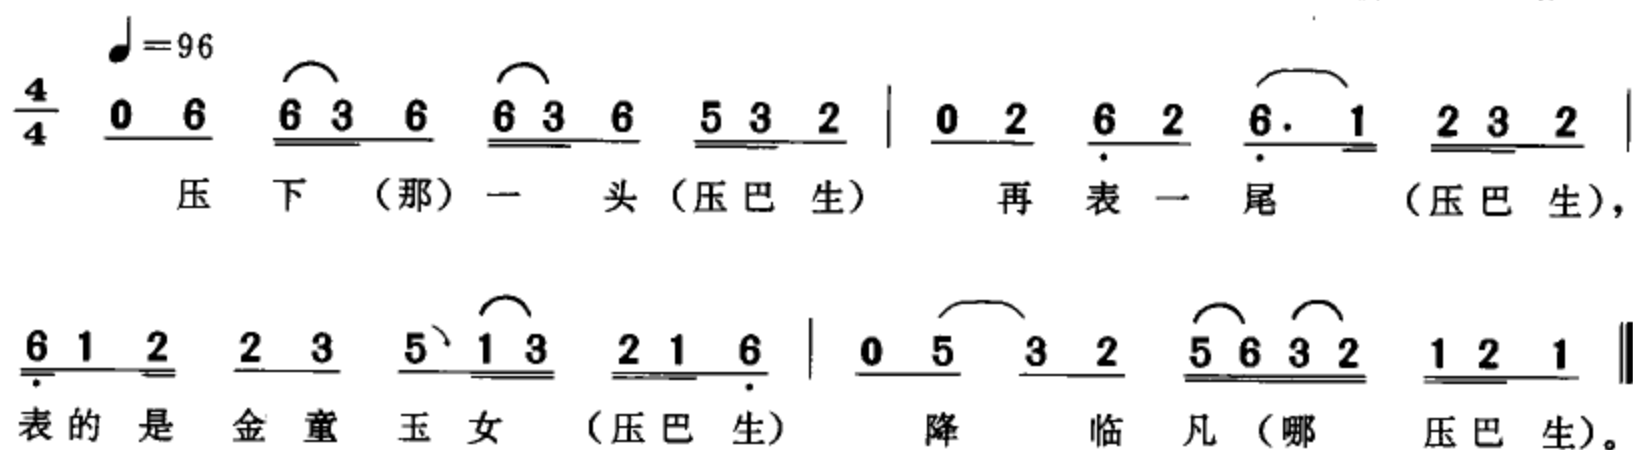 ♩=96
4/4 0 6 6 3 6 6 3 6 5 3 2 | 0 2 6̣ 2 6̣. 1 2 3 2 |
压 下 （那） 一 头 （压 巴 生） 再 表 一 尾 （压 巴 生），
6̣ 1 2 2 3 5 1 3 2 1 6̣ | 0 5 3 2 5 6 3 2 1 2 1 ‖
表 的 是 金 童 玉 女 （压 巴 生） 降 临 凡 （哪 压 巴 生）。